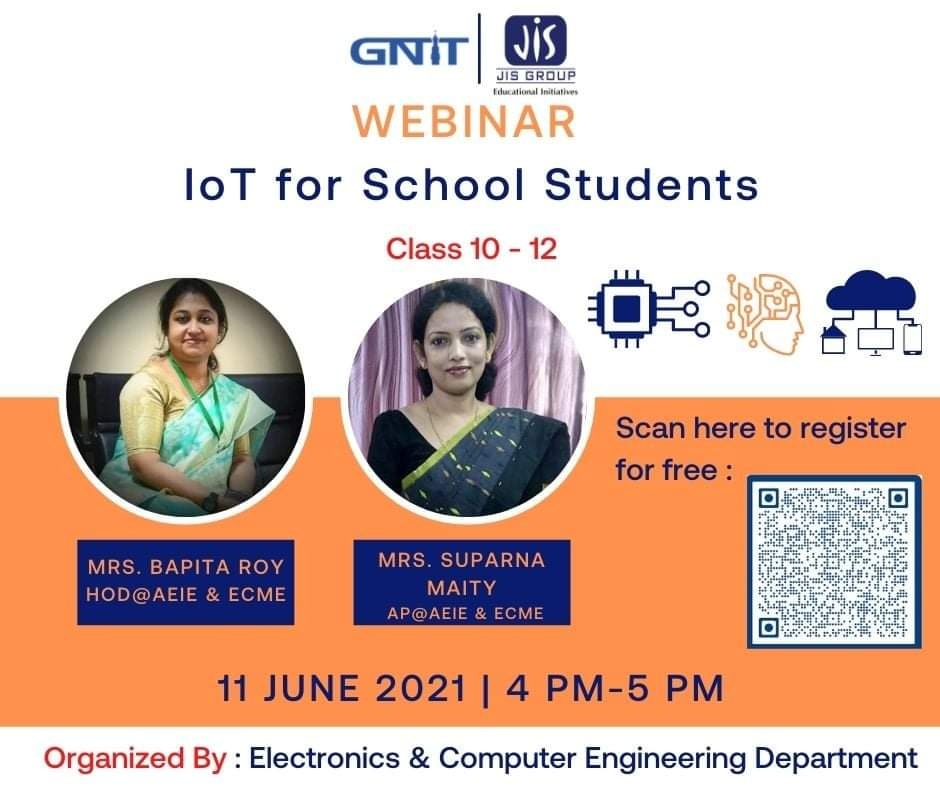 GNIT
JIS
JIS GROUP
Educational Initiatives
WEBINAR
IoT for School Students
Class 10 - 12
Scan here to register
for free :
MRS. BAPITA ROY
HOD@AEIE & ECME
MRS. SUPARNA
MAITY
AP@AEIE & ECME
11 JUNE 2021 | 4 PM-5 PM
Organized By : Electronics & Computer Engineering Department